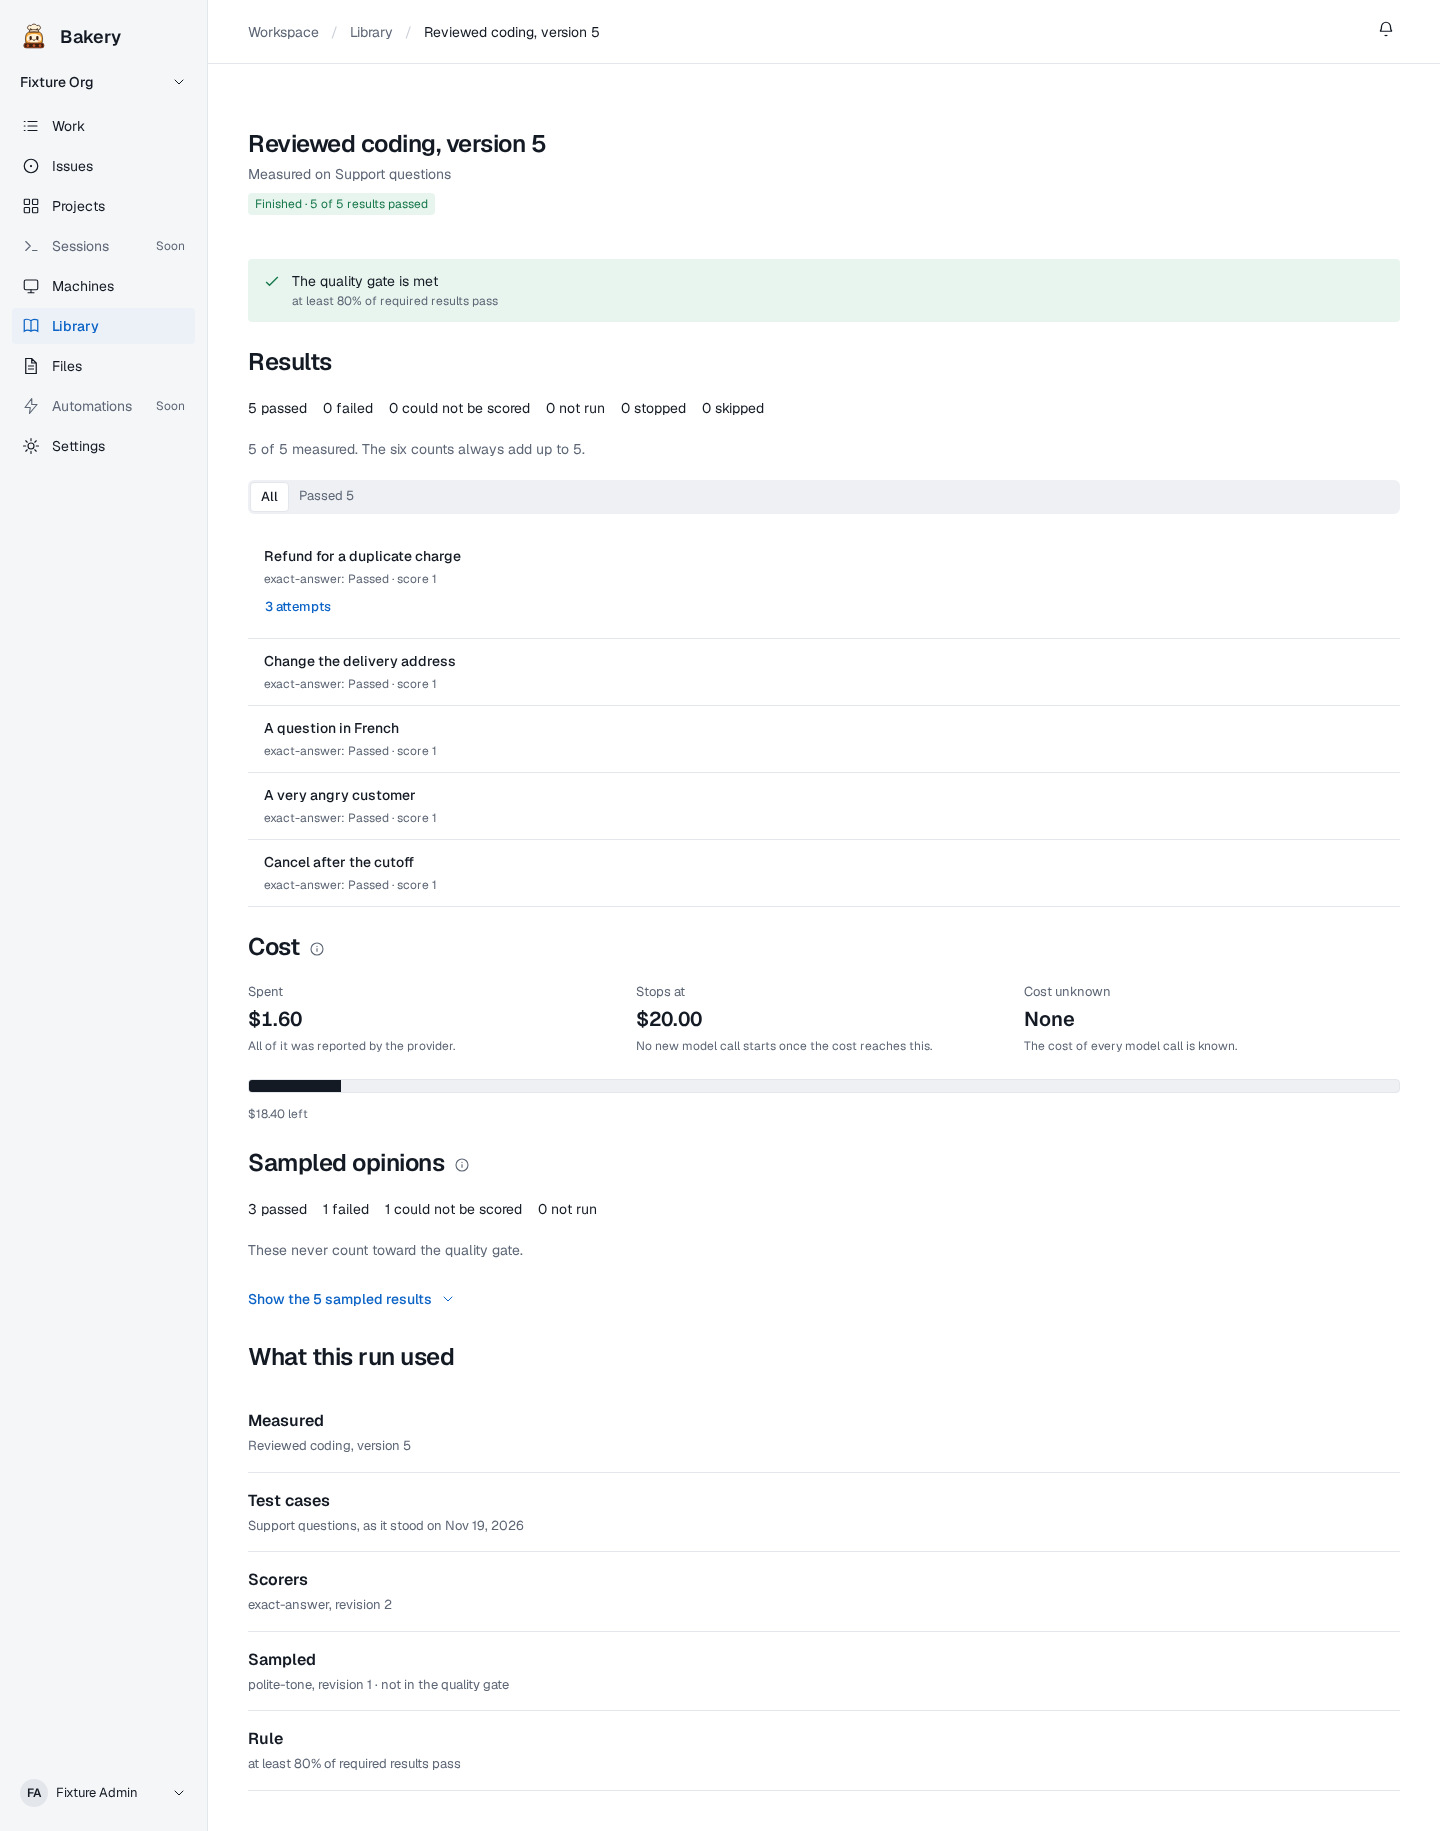 Bakery
Fixture Org
Work
Issues
Projects
Sessions Soon
Machines
Library
Files
Automations Soon
Settings
FA Fixture Admin
Workspace / Library / Reviewed coding, version 5
Reviewed coding, version 5
Measured on Support questions
Finished · 5 of 5 results passed
The quality gate is met
at least 80% of required results pass
Results
5 passed 0 failed 0 could not be scored 0 not run 0 stopped 0 skipped
5 of 5 measured. The six counts always add up to 5.
All Passed 5
Refund for a duplicate charge
exact-answer: Passed · score 1
3 attempts
Change the delivery address
exact-answer: Passed · score 1
A question in French
exact-answer: Passed · score 1
A very angry customer
exact-answer: Passed · score 1
Cancel after the cutoff
exact-answer: Passed · score 1
Cost
Spent Stops at Cost unknown
$1.60 $20.00 None
All of it was reported by the provider. No new model call starts once the cost reaches this. The cost of every model call is known.
$18.40 left
Sampled opinions
3 passed 1 failed 1 could not be scored 0 not run
These never count toward the quality gate.
Show the 5 sampled results
What this run used
Measured
Reviewed coding, version 5
Test cases
Support questions, as it stood on Nov 19, 2026
Scorers
exact-answer, revision 2
Sampled
polite-tone, revision 1 · not in the quality gate
Rule
at least 80% of required results pass